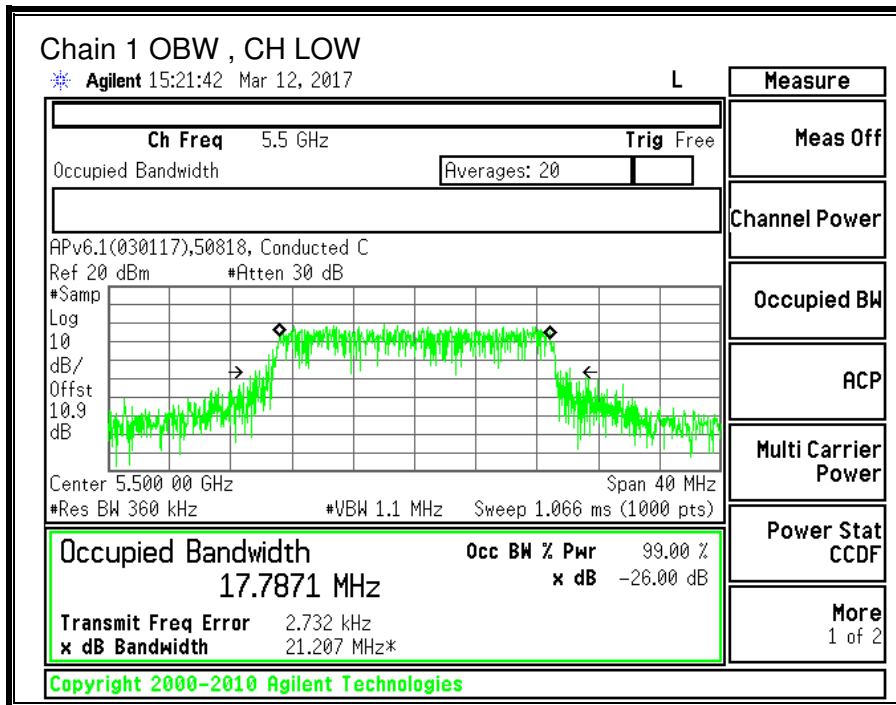 Chain 1 OBW , CH LOW
Agilent 15:21:42 Mar 12, 2017 L
Measure
Ch Freq 5.5 GHz Trig Free
Occupied Bandwidth Averages: 20
APv6.1(030117),50818, Conducted C
Ref 20 dBm #Atten 30 dB
#Samp
Log
10
dB/
Offst
10.9
dB
Center 5.500 00 GHz Span 40 MHz
#Res BW 360 kHz #VBW 1.1 MHz Sweep 1.066 ms (1000 pts)
Occupied Bandwidth Occ BW % Pwr 99.00 %
17.7871 MHz x dB -26.00 dB
Transmit Freq Error 2.732 kHz
x dB Bandwidth 21.207 MHz*
Meas Off
Channel Power
Occupied BW
ACP
Multi Carrier
Power
Power Stat
CCDF
More
1 of 2
Copyright 2000-2010 Agilent Technologies